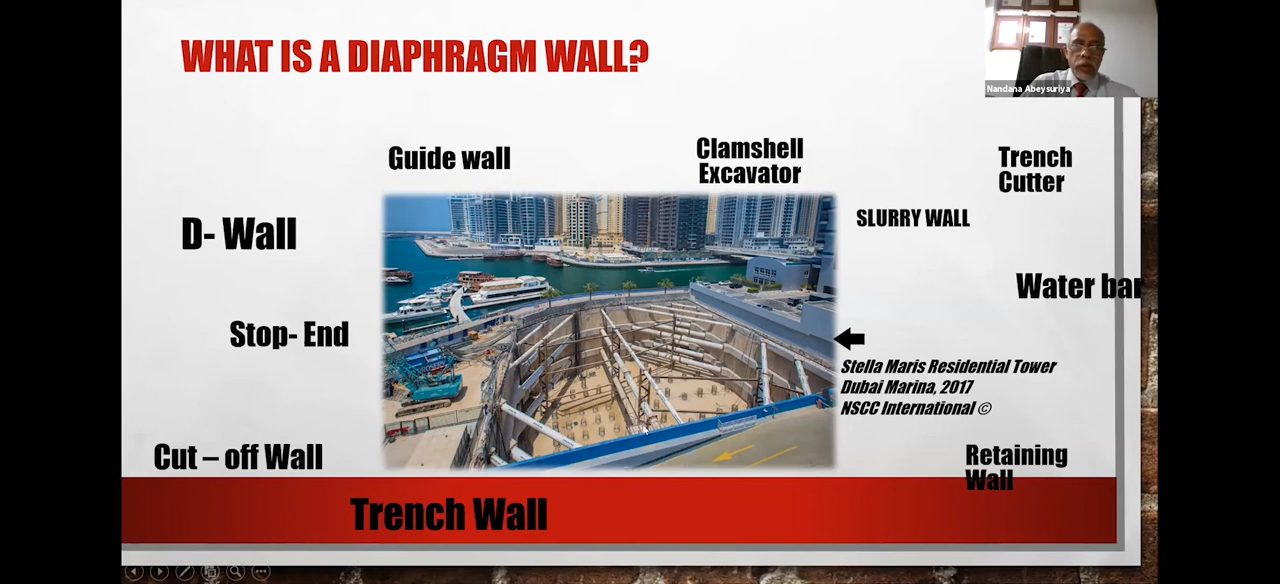 WHAT IS A DIAPHRAGM WALL?
Nandana Abeysuriya
Guide wall
Clamshell
Excavator
Trench
Cutter
D- Wall
SLURRY WALL
Water bar
Stop- End
Stella Maris Residential Tower
Dubai Marina, 2017
NSCC International ©
Cut – off Wall
Retaining
Wall
Trench Wall